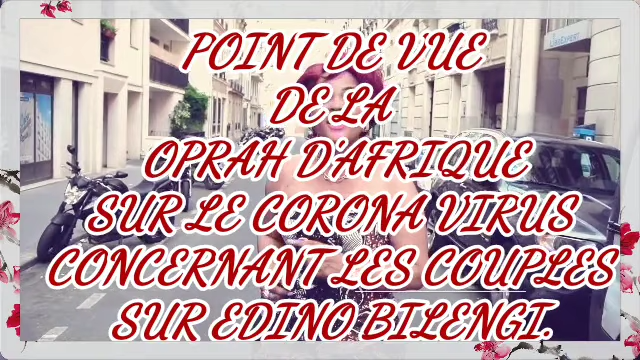 POINT DE VUE
DE LA
OPRAH D'AFRIQUE
SUR LE CORONA VIRUS
CONCERNANT LES COUPLES
SUR EDINO BILENGI.